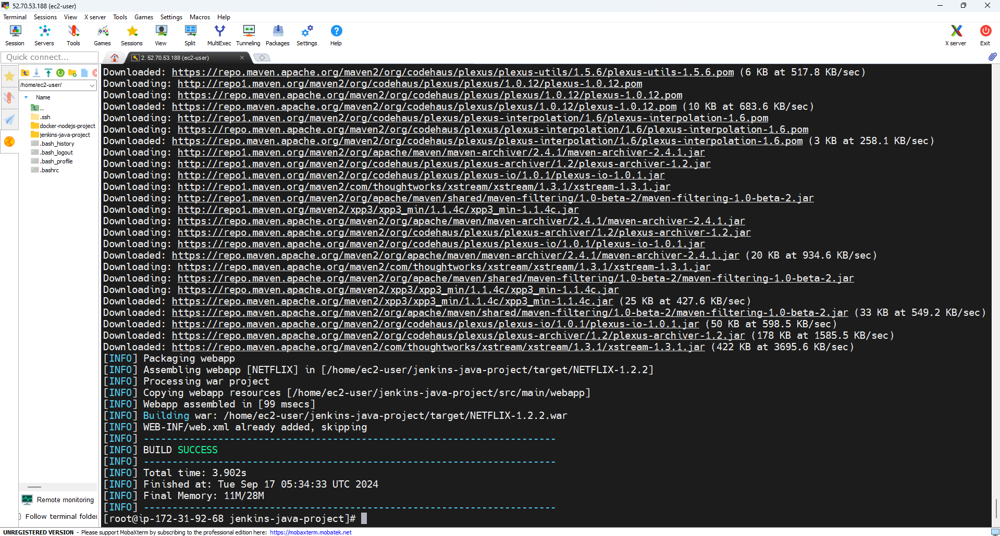 52.70.53.188 (ec2-user)
Terminal Sessions View X server Tools Games Settings Macros Help
Session Servers Tools Games Sessions View Split MultiExec Tunneling Packages Settings Help X server Exit
Quick connect... 2. 52.70.53.188 (ec2-user)
/home/ec2-user/
Name
..
.ssh
docker-nodejs-project
jenkins-java-project
.bash_history
.bash_logout
.bash_profile
.bashrc
Remote monitoring
Follow terminal folder
Downloaded: https://repo.maven.apache.org/maven2/org/codehaus/plexus/plexus-utils/1.5.6/plexus-utils-1.5.6.pom (6 KB at 517.8 KB/sec)
Downloading: http://repo1.maven.org/maven2/org/codehaus/plexus/plexus/1.0.12/plexus-1.0.12.pom
Downloading: https://repo.maven.apache.org/maven2/org/codehaus/plexus/plexus/1.0.12/plexus-1.0.12.pom
Downloaded: https://repo.maven.apache.org/maven2/org/codehaus/plexus/plexus/1.0.12/plexus-1.0.12.pom (10 KB at 683.6 KB/sec)
Downloading: http://repo1.maven.org/maven2/org/codehaus/plexus/plexus-interpolation/1.6/plexus-interpolation-1.6.pom
Downloading: https://repo.maven.apache.org/maven2/org/codehaus/plexus/plexus-interpolation/1.6/plexus-interpolation-1.6.pom
Downloaded: https://repo.maven.apache.org/maven2/org/codehaus/plexus/plexus-interpolation/1.6/plexus-interpolation-1.6.pom (3 KB at 258.1 KB/sec)
Downloading: http://repo1.maven.org/maven2/org/apache/maven/maven-archiver/2.4.1/maven-archiver-2.4.1.jar
Downloading: http://repo1.maven.org/maven2/org/codehaus/plexus/plexus-archiver/1.2/plexus-archiver-1.2.jar
Downloading: http://repo1.maven.org/maven2/org/codehaus/plexus/plexus-io/1.0.1/plexus-io-1.0.1.jar
Downloading: http://repo1.maven.org/maven2/com/thoughtworks/xstream/xstream/1.3.1/xstream-1.3.1.jar
Downloading: http://repo1.maven.org/maven2/org/apache/maven/shared/maven-filtering/1.0-beta-2/maven-filtering-1.0-beta-2.jar
Downloading: http://repo1.maven.org/maven2/xpp3/xpp3_min/1.1.4c/xpp3_min-1.1.4c.jar
Downloading: https://repo.maven.apache.org/maven2/org/apache/maven/maven-archiver/2.4.1/maven-archiver-2.4.1.jar
Downloading: https://repo.maven.apache.org/maven2/org/codehaus/plexus/plexus-archiver/1.2/plexus-archiver-1.2.jar
Downloading: https://repo.maven.apache.org/maven2/org/codehaus/plexus/plexus-io/1.0.1/plexus-io-1.0.1.jar
Downloaded: https://repo.maven.apache.org/maven2/org/apache/maven/maven-archiver/2.4.1/maven-archiver-2.4.1.jar (20 KB at 934.6 KB/sec)
Downloading: https://repo.maven.apache.org/maven2/com/thoughtworks/xstream/xstream/1.3.1/xstream-1.3.1.jar
Downloading: https://repo.maven.apache.org/maven2/org/apache/maven/shared/maven-filtering/1.0-beta-2/maven-filtering-1.0-beta-2.jar
Downloading: https://repo.maven.apache.org/maven2/xpp3/xpp3_min/1.1.4c/xpp3_min-1.1.4c.jar
Downloaded: https://repo.maven.apache.org/maven2/xpp3/xpp3_min/1.1.4c/xpp3_min-1.1.4c.jar (25 KB at 427.6 KB/sec)
Downloaded: https://repo.maven.apache.org/maven2/org/apache/maven/shared/maven-filtering/1.0-beta-2/maven-filtering-1.0-beta-2.jar (33 KB at 549.2 KB/sec)
Downloaded: https://repo.maven.apache.org/maven2/org/codehaus/plexus/plexus-io/1.0.1/plexus-io-1.0.1.jar (50 KB at 598.5 KB/sec)
Downloaded: https://repo.maven.apache.org/maven2/org/codehaus/plexus/plexus-archiver/1.2/plexus-archiver-1.2.jar (178 KB at 1585.5 KB/sec)
Downloaded: https://repo.maven.apache.org/maven2/com/thoughtworks/xstream/xstream/1.3.1/xstream-1.3.1.jar (422 KB at 3695.6 KB/sec)
[INFO] Packaging webapp
[INFO] Assembling webapp [NETFLIX] in [/home/ec2-user/jenkins-java-project/target/NETFLIX-1.2.2]
[INFO] Processing war project
[INFO] Copying webapp resources [/home/ec2-user/jenkins-java-project/src/main/webapp]
[INFO] Webapp assembled in [99 msecs]
[INFO] Building war: /home/ec2-user/jenkins-java-project/target/NETFLIX-1.2.2.war
[INFO] WEB-INF/web.xml already added, skipping
[INFO] ------------------------------------------------------------------------
[INFO] BUILD SUCCESS
[INFO] ------------------------------------------------------------------------
[INFO] Total time: 3.902s
[INFO] Finished at: Tue Sep 17 05:34:33 UTC 2024
[INFO] Final Memory: 11M/28M
[INFO] ------------------------------------------------------------------------
[root@ip-172-31-92-68 jenkins-java-project]#
UNREGISTERED VERSION - Please support MobaXterm by subscribing to the professional edition here: https://mobaxterm.mobatek.net